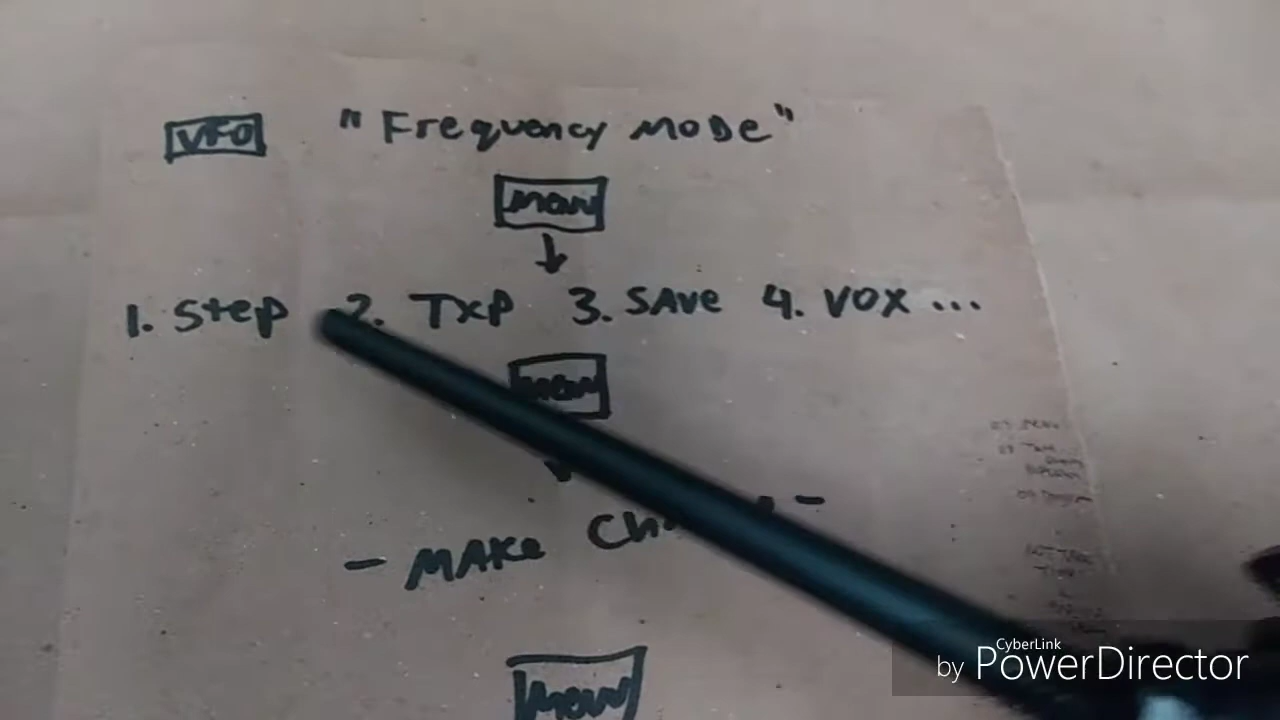 VFO "Frequency MODe"
Menu
1. Step 2. TXP 3. SAVe 4. VOX ...
Menu
- MAKe -
Menu
CyberLink
by PowerDirector